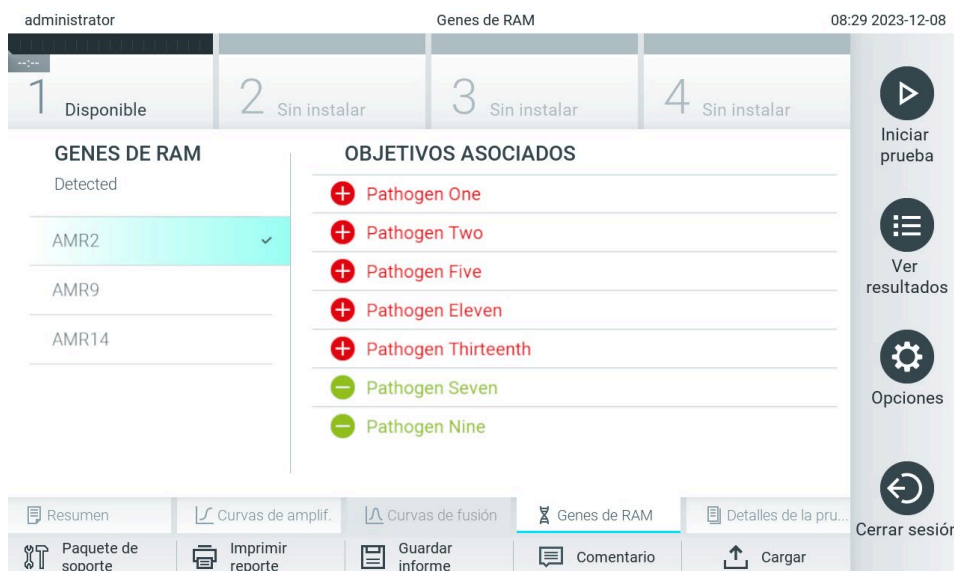 administrator
Genes de RAM
08:29 2023-12-08
--:--
1 Disponible
2 Sin instalar
3 Sin instalar
4 Sin instalar
GENES DE RAM
Detected
AMR2
AMR9
AMR14
OBJETIVOS ASOCIADOS
Pathogen One
Pathogen Two
Pathogen Five
Pathogen Eleven
Pathogen Thirteenth
Pathogen Seven
Pathogen Nine
Iniciar
prueba
Ver
resultados
Opciones
Cerrar sesión
Resumen
Curvas de amplif.
Curvas de fusión
Genes de RAM
Detalles de la pru...
Paquete de
soporte
Imprimir
reporte
Guardar
informe
Comentario
Cargar